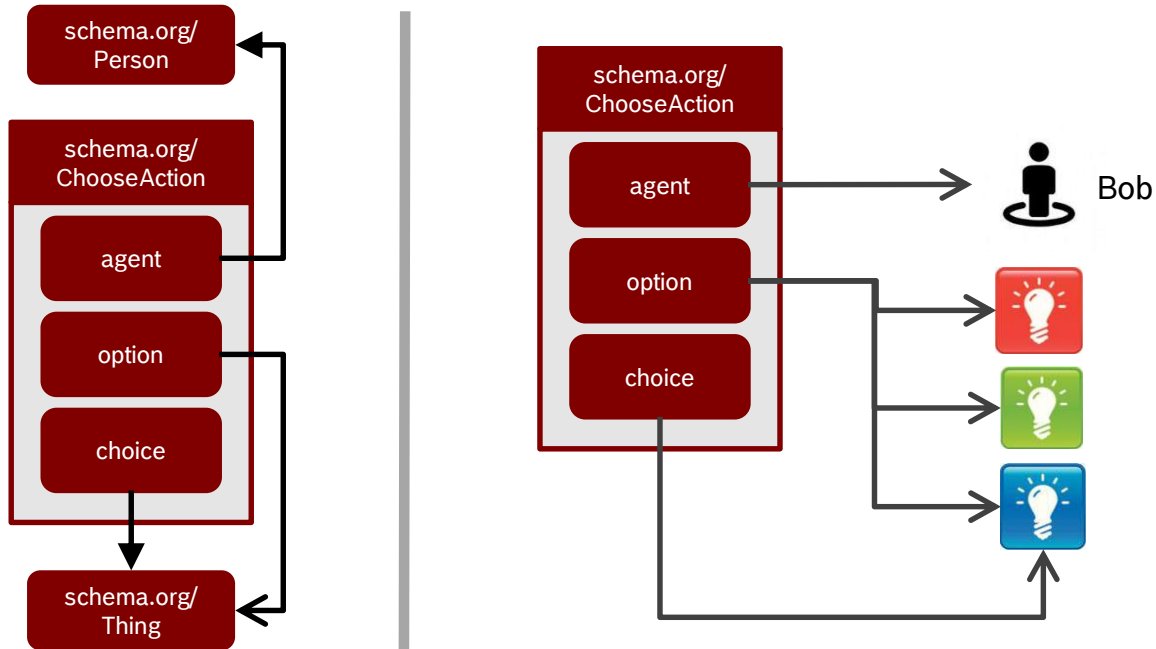 schema.org/
Person
schema.org/
ChooseAction
agent
option
choice
schema.org/
Thing
schema.org/
ChooseAction
agent
option
choice
Bob